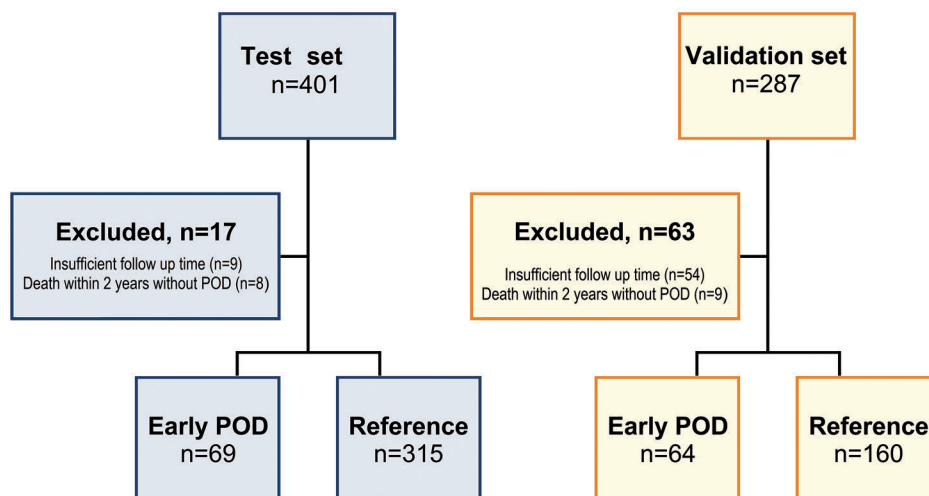 Test set
n=401
Validation set
n=287
Excluded, n=17
Insufficient follow up time (n=9)
Death within 2 years without POD (n=8)
Excluded, n=63
Insufficient follow up time (n=54)
Death within 2 years without POD (n=9)
Early POD
n=69
Reference
n=315
Early POD
n=64
Reference
n=160